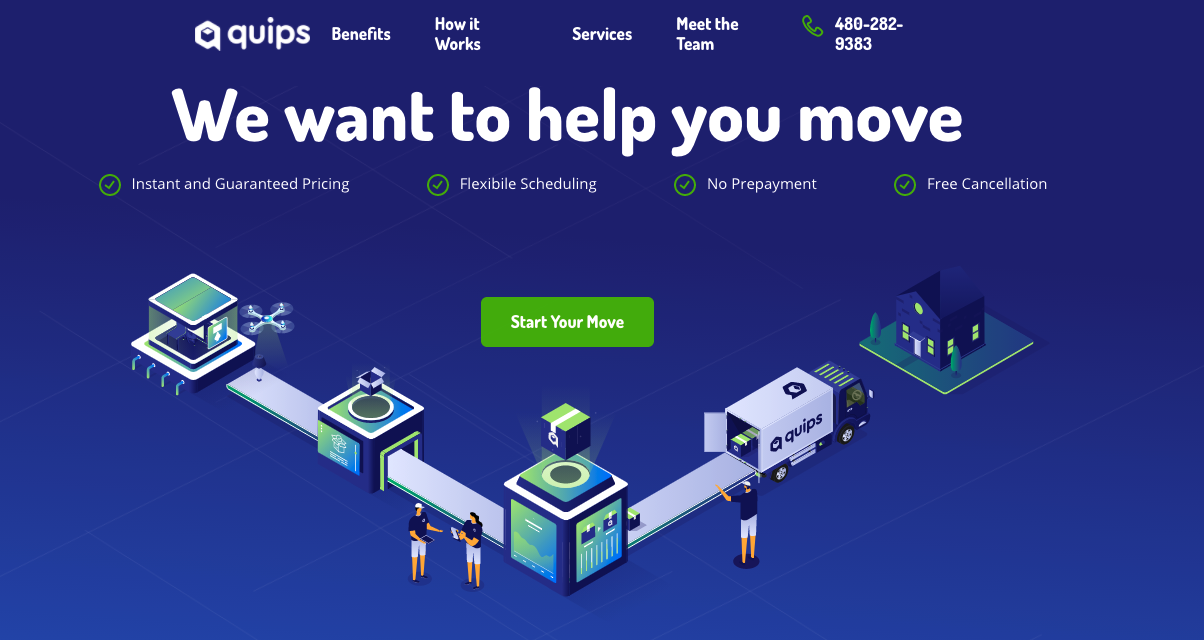 quips
Benefits
How it
Works
Services
Meet the
Team
480-282-
9383
We want to help you move
Instant and Guaranteed Pricing
Flexibile Scheduling
No Prepayment
Free Cancellation
Start Your Move
quips